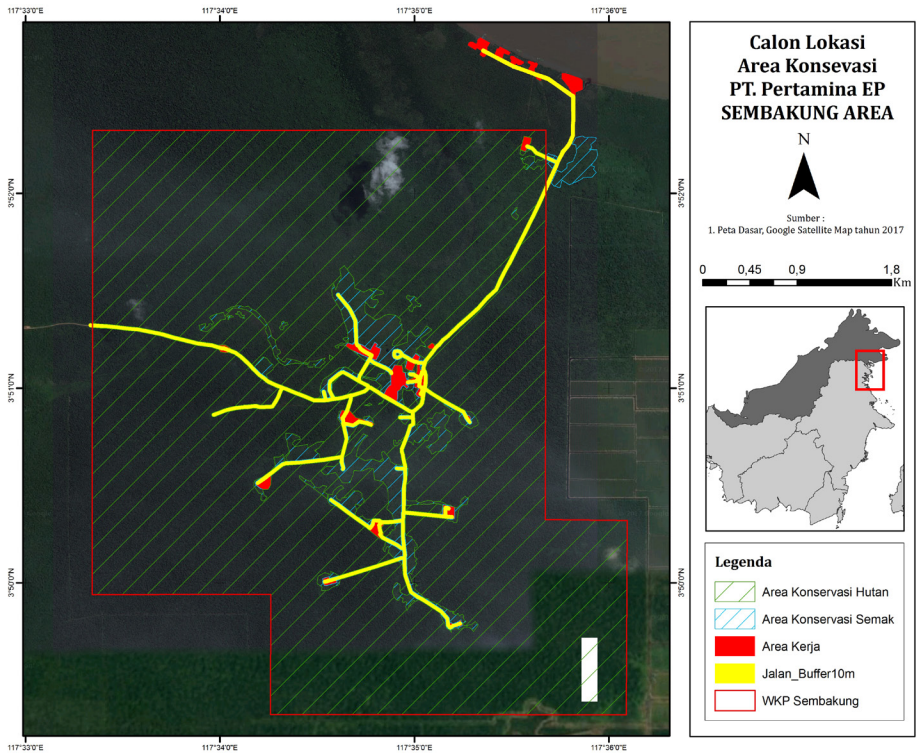 117°33'0"E
117°34'0"E
117°35'0"E
117°36'0"E
3°52'0"N
3°52'0"N
3°51'0"N
3°51'0"N
3°50'0"N
3°50'0"N
117°33'0"E
117°34'0"E
117°35'0"E
117°36'0"E
Calon Lokasi
Area Konsevasi
PT. Pertamina EP
SEMBAKUNG AREA
N
Sumber :
1. Peta Dasar, Google Satellite Map tahun 2017
0 0,45 0,9 1,8
Km
Legenda
Area Konservasi Hutan
Area Konservasi Semak
Area Kerja
Jalan_Buffer10m
WKP Sembakung